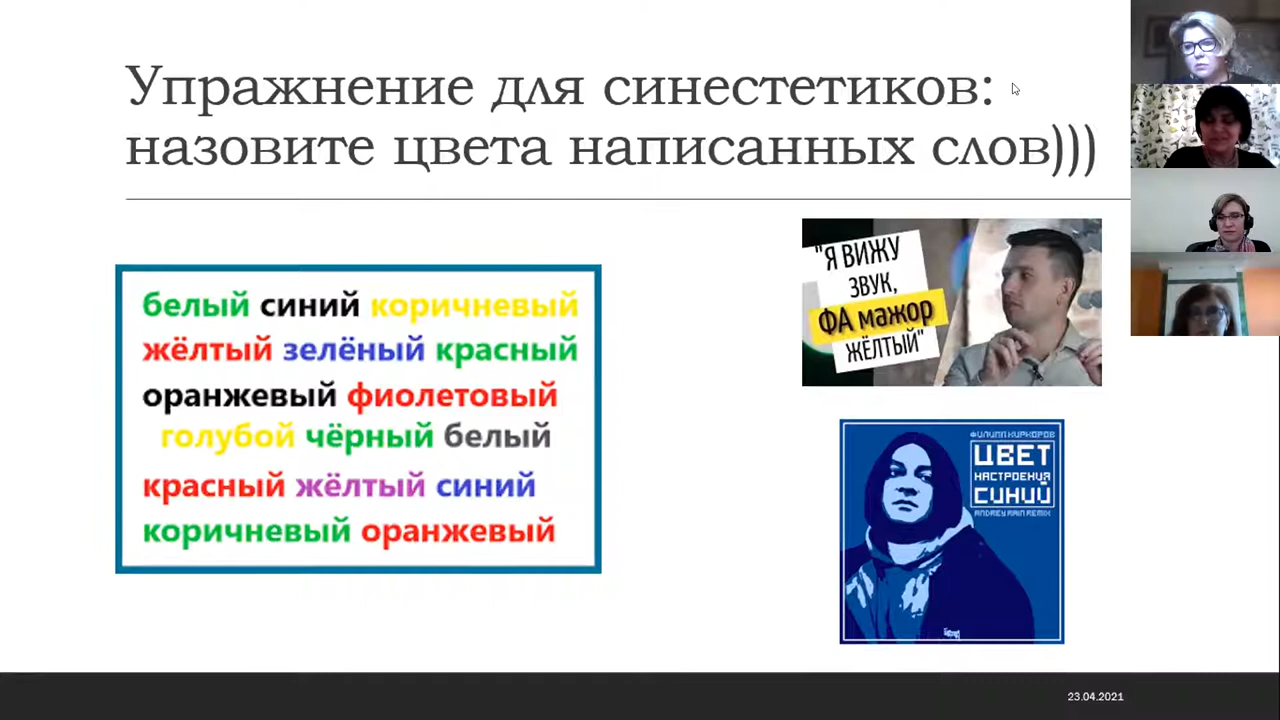 Упражнение для синестетиков:
назовите цвета написанных слов)))
белый синий коричневый
жёлтый зелёный красный
оранжевый фиолетовый
голубой чёрный белый
красный жёлтый синий
коричневый оранжевый
"Я ВИЖУ
ЗВУК,
ФА мажор
ЖЁЛТЫЙ"
ФИЛИПП КИРКОРОВ
ЦВЕТ
НАСТРОЕНИЯ
СИНИЙ
ANDREY RAIN REMIX
23.04.2021